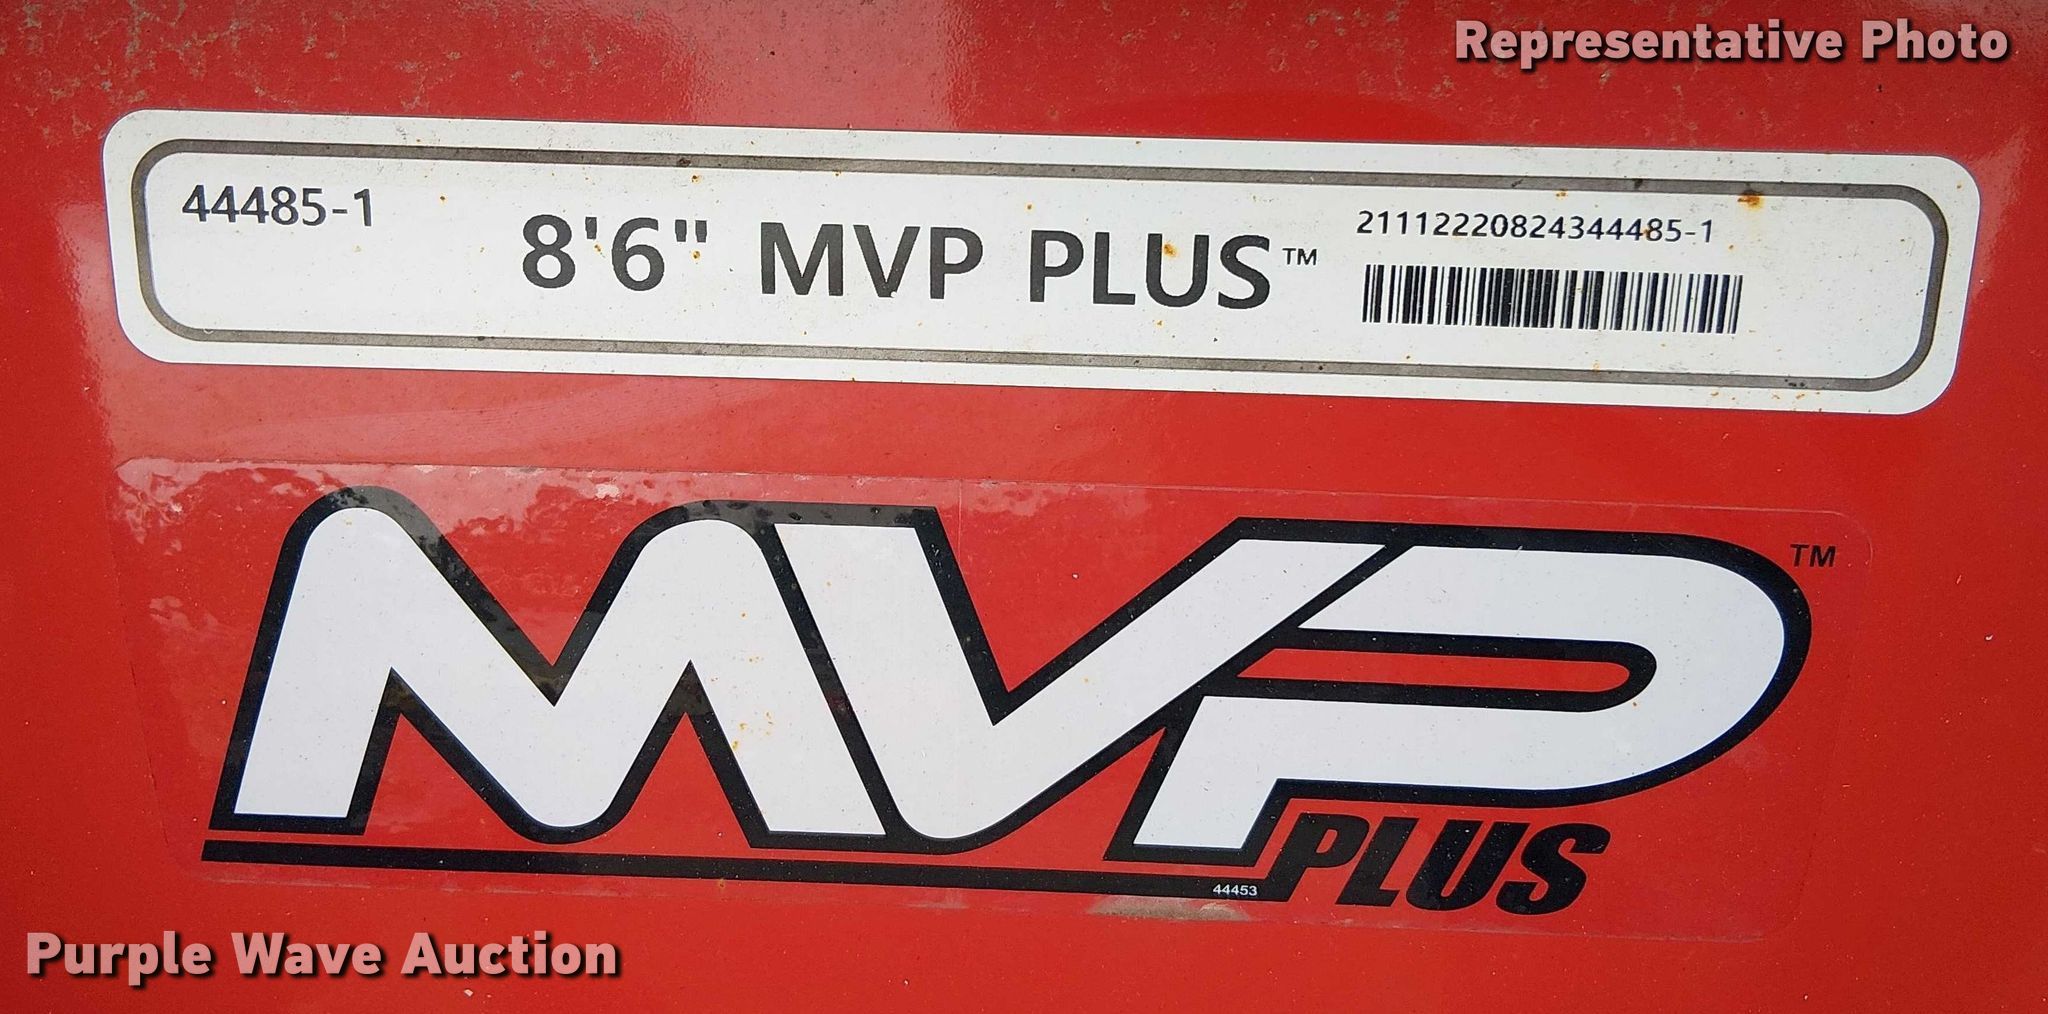 Representative Photo
44485-1
8'6" MVP PLUS™
21112220824344485-1
MVP™
PLUS
44453
Purple Wave Auction